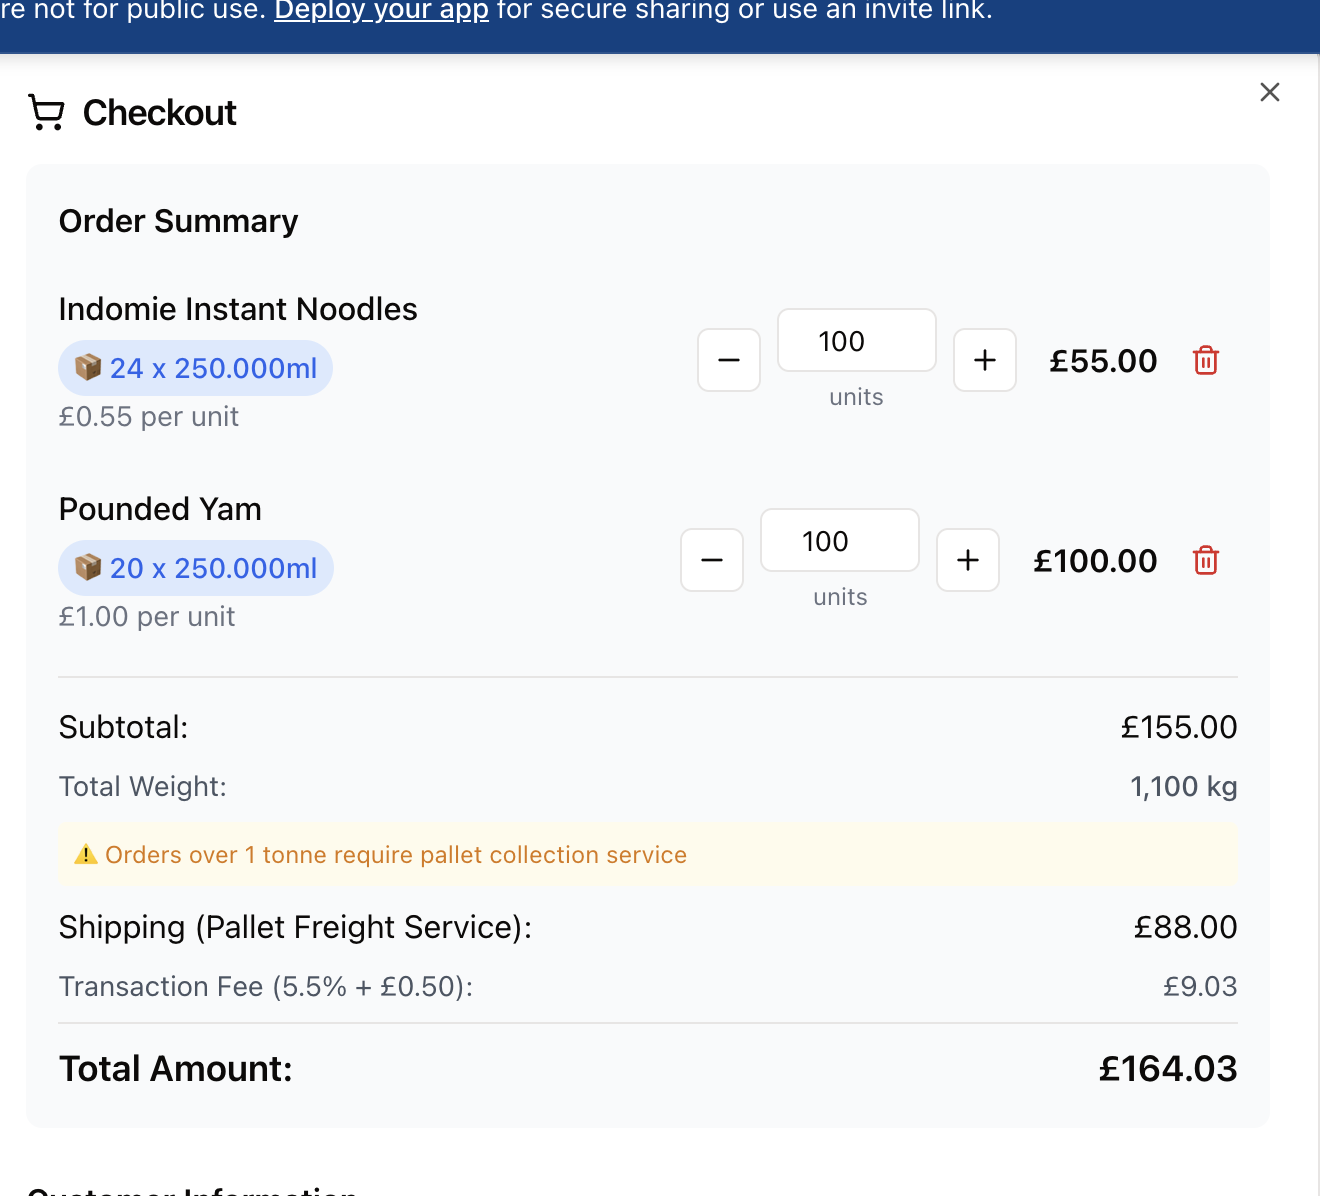 re not for public use. Deploy your app for secure sharing or use an invite link.
Checkout
Order Summary
Indomie Instant Noodles
24 x 250.000ml
£0.55 per unit
100
units
£55.00
Pounded Yam
20 x 250.000ml
£1.00 per unit
100
units
£100.00
Subtotal: £155.00
Total Weight: 1,100 kg
⚠️ Orders over 1 tonne require pallet collection service
Shipping (Pallet Freight Service): £88.00
Transaction Fee (5.5% + £0.50): £9.03
Total Amount: £164.03
Customer Information